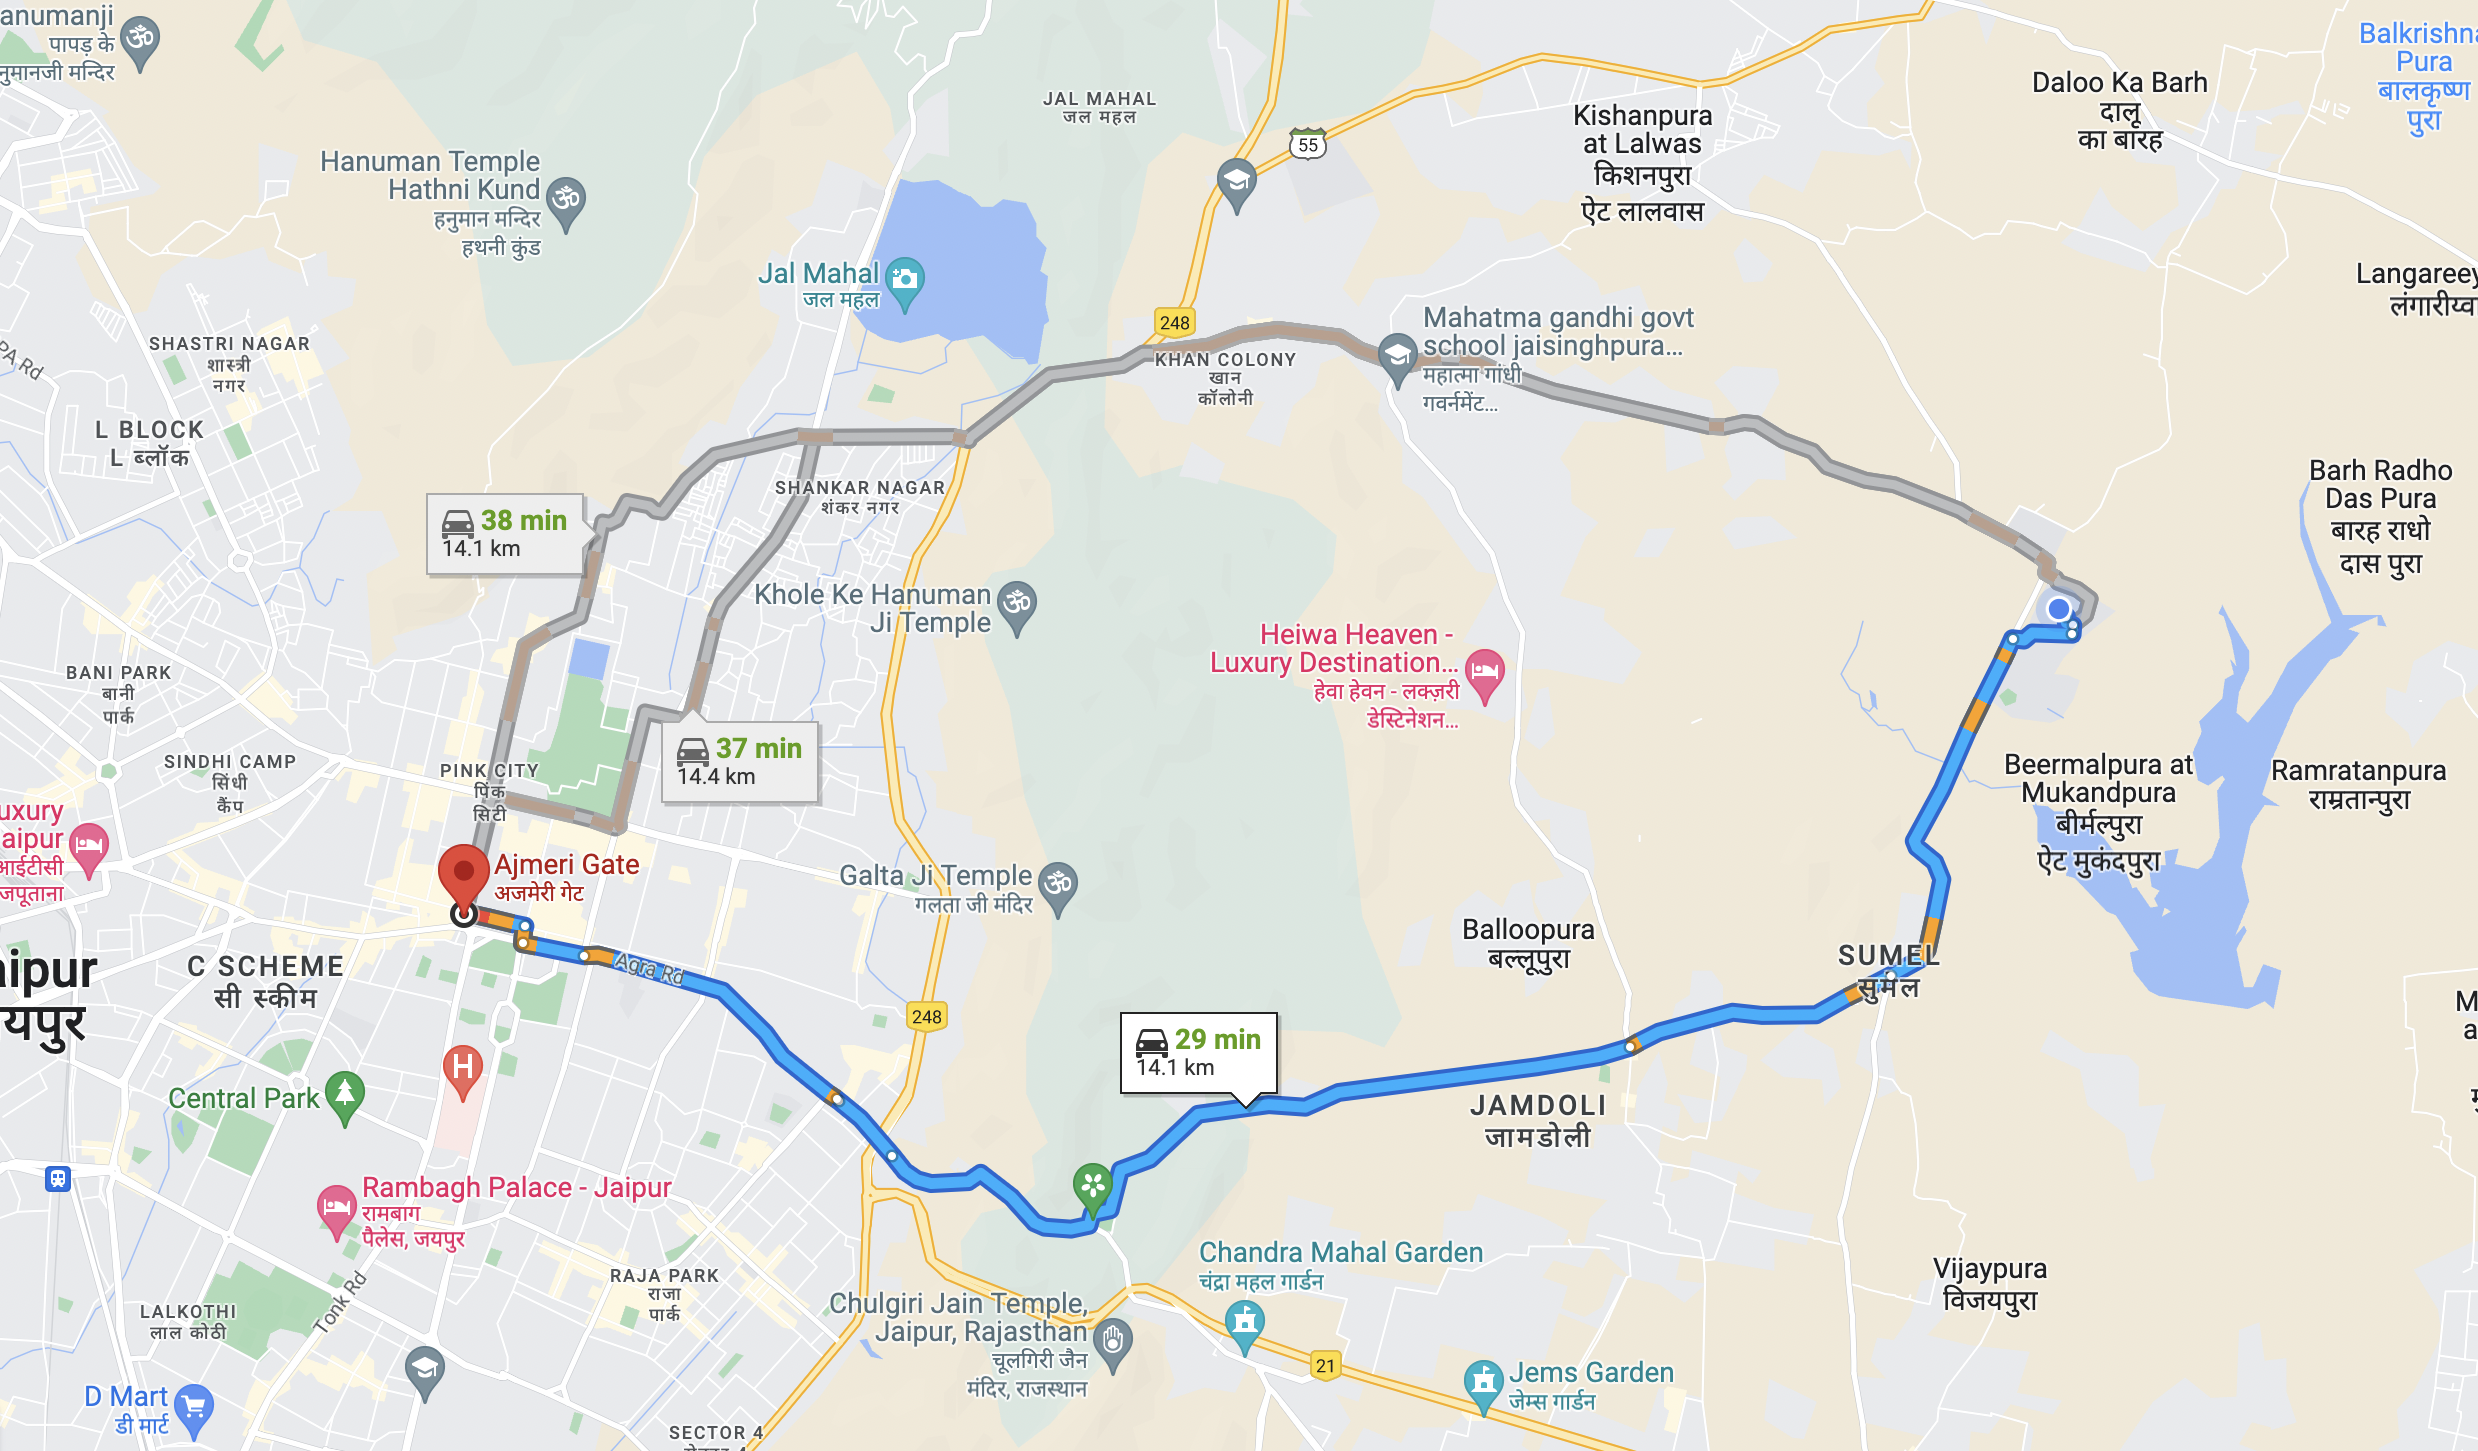 anumanji
पापड़ के
नुमानजी मन्दिर
JAL MAHAL
जल महल
Kishanpura
at Lalwas
किशनपुरा
ऐट लालवास
Daloo Ka Barh
दालू
का बारह
Balkrishna
Pura
बालकृष्ण
पुरा
55
Hanuman Temple
Hathni Kund
हनुमान मन्दिर
हथनी कुंड
Jal Mahal
जल महल
248
Mahatma gandhi govt
school jaisinghpura...
महात्मा गांधी
गवर्नमेंट...
KHAN COLONY
खान
कॉलोनी
Langareey
लंगारीय्वा
SHASTRI NAGAR
शास्त्री
नगर
PA Rd
L BLOCK
L ब्लॉक
SHANKAR NAGAR
शंकर नगर
38 min
14.1 km
Barh Radho
Das Pura
बारह राधो
दास पुरा
Khole Ke Hanuman
Ji Temple
Heiwa Heaven -
Luxury Destination...
हेवा हेवन - लक्ज़री
डेस्टिनेशन...
BANI PARK
बानी
पार्क
37 min
14.4 km
SINDHI CAMP
सिंधी
कैंप
PINK CITY
पिंक
सिटी
Beermalpura at
Mukandpura
बीर्मल्पुरा
ऐट मुकंदपुरा
Ramratanpura
राम्रतान्पुरा
uxury
aipur
आईटीसी
जपूताना
Ajmeri Gate
अजमेरी गेट
Galta Ji Temple
गलता जी मंदिर
Balloopura
बल्लूपुरा
SUMEL
सुमेल
aipur
यपुर
C SCHEME
सी स्कीम
Agra Rd
248
29 min
14.1 km
M
a
H
Central Park
JAMDOLI
जामडोली
Rambagh Palace - Jaipur
रामबाग
पैलेस, जयपुर
Chandra Mahal Garden
चंद्रा महल गार्डन
Vijaypura
विजयपुरा
RAJA PARK
राजा
पार्क
LALKOTHI
लाल कोठी
Tonk Rd
Chulgiri Jain Temple,
Jaipur, Rajasthan
चूलगिरी जैन
मंदिर, राजस्थान
21
Jems Garden
जेम्स गार्डन
D Mart
डी मार्ट
SECTOR 4